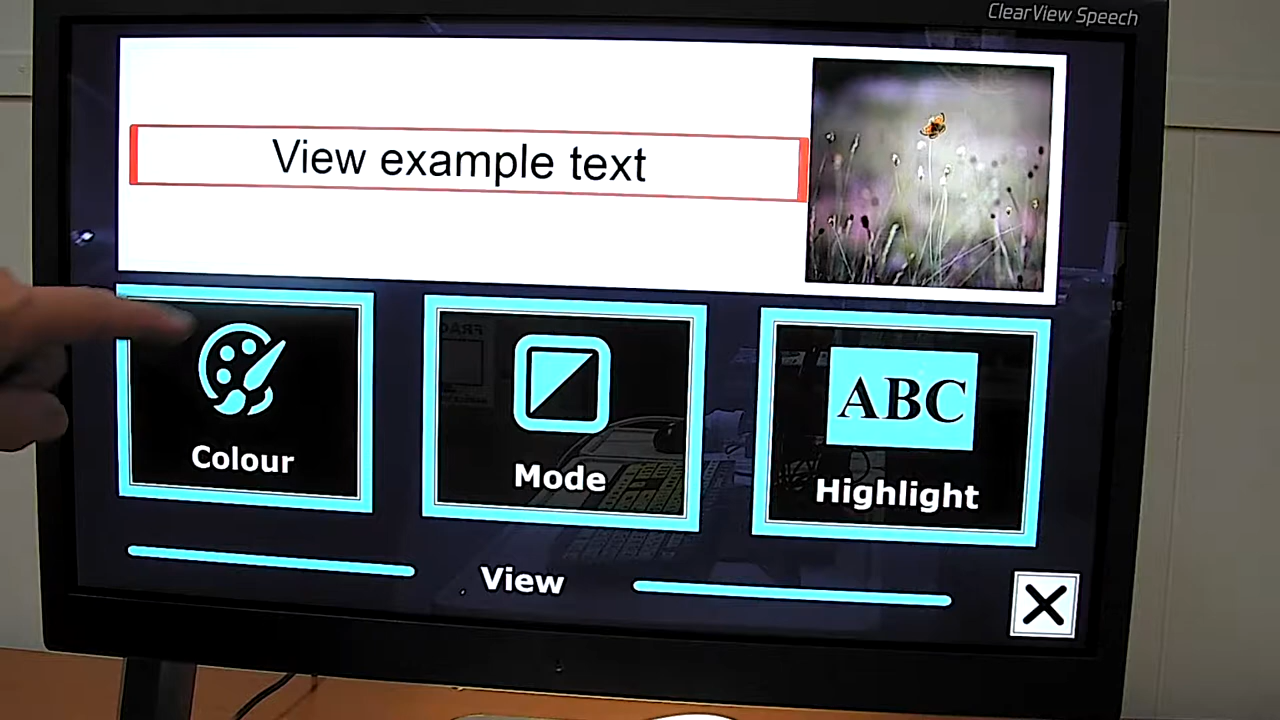 ClearView Speech
View example text
Colour
Mode
ABC
Highlight
View